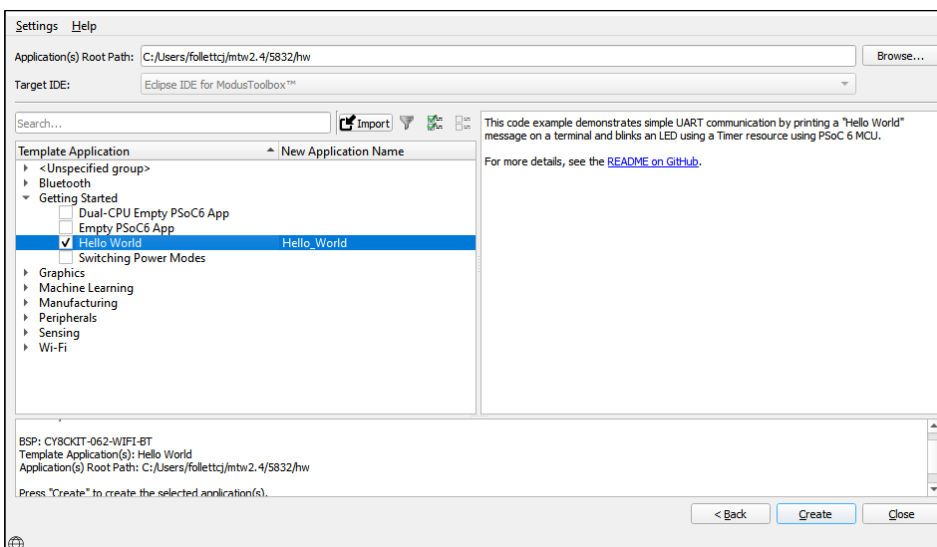 Settings Help
Application(s) Root Path: C:/Users/follettcj/mtw2.4/5832/hw Browse...
Target IDE: Eclipse IDE for ModusToolbox™
Search... Import
Template Application New Application Name
<Unspecified group>
Bluetooth
Getting Started
Dual-CPU Empty PSoC6 App
Empty PSoC6 App
Hello World Hello_World
Switching Power Modes
Graphics
Machine Learning
Manufacturing
Peripherals
Sensing
Wi-Fi
This code example demonstrates simple UART communication by printing a "Hello World"
message on a terminal and blinks an LED using a Timer resource using PSoC 6 MCU.
For more details, see the README on GitHub.
BSP: CY8CKIT-062-WIFI-BT
Template Application(s): Hello World
Application(s) Root Path: C:/Users/follettcj/mtw2.4/5832/hw
Press "Create" to create the selected application(s).
< Back Create Close